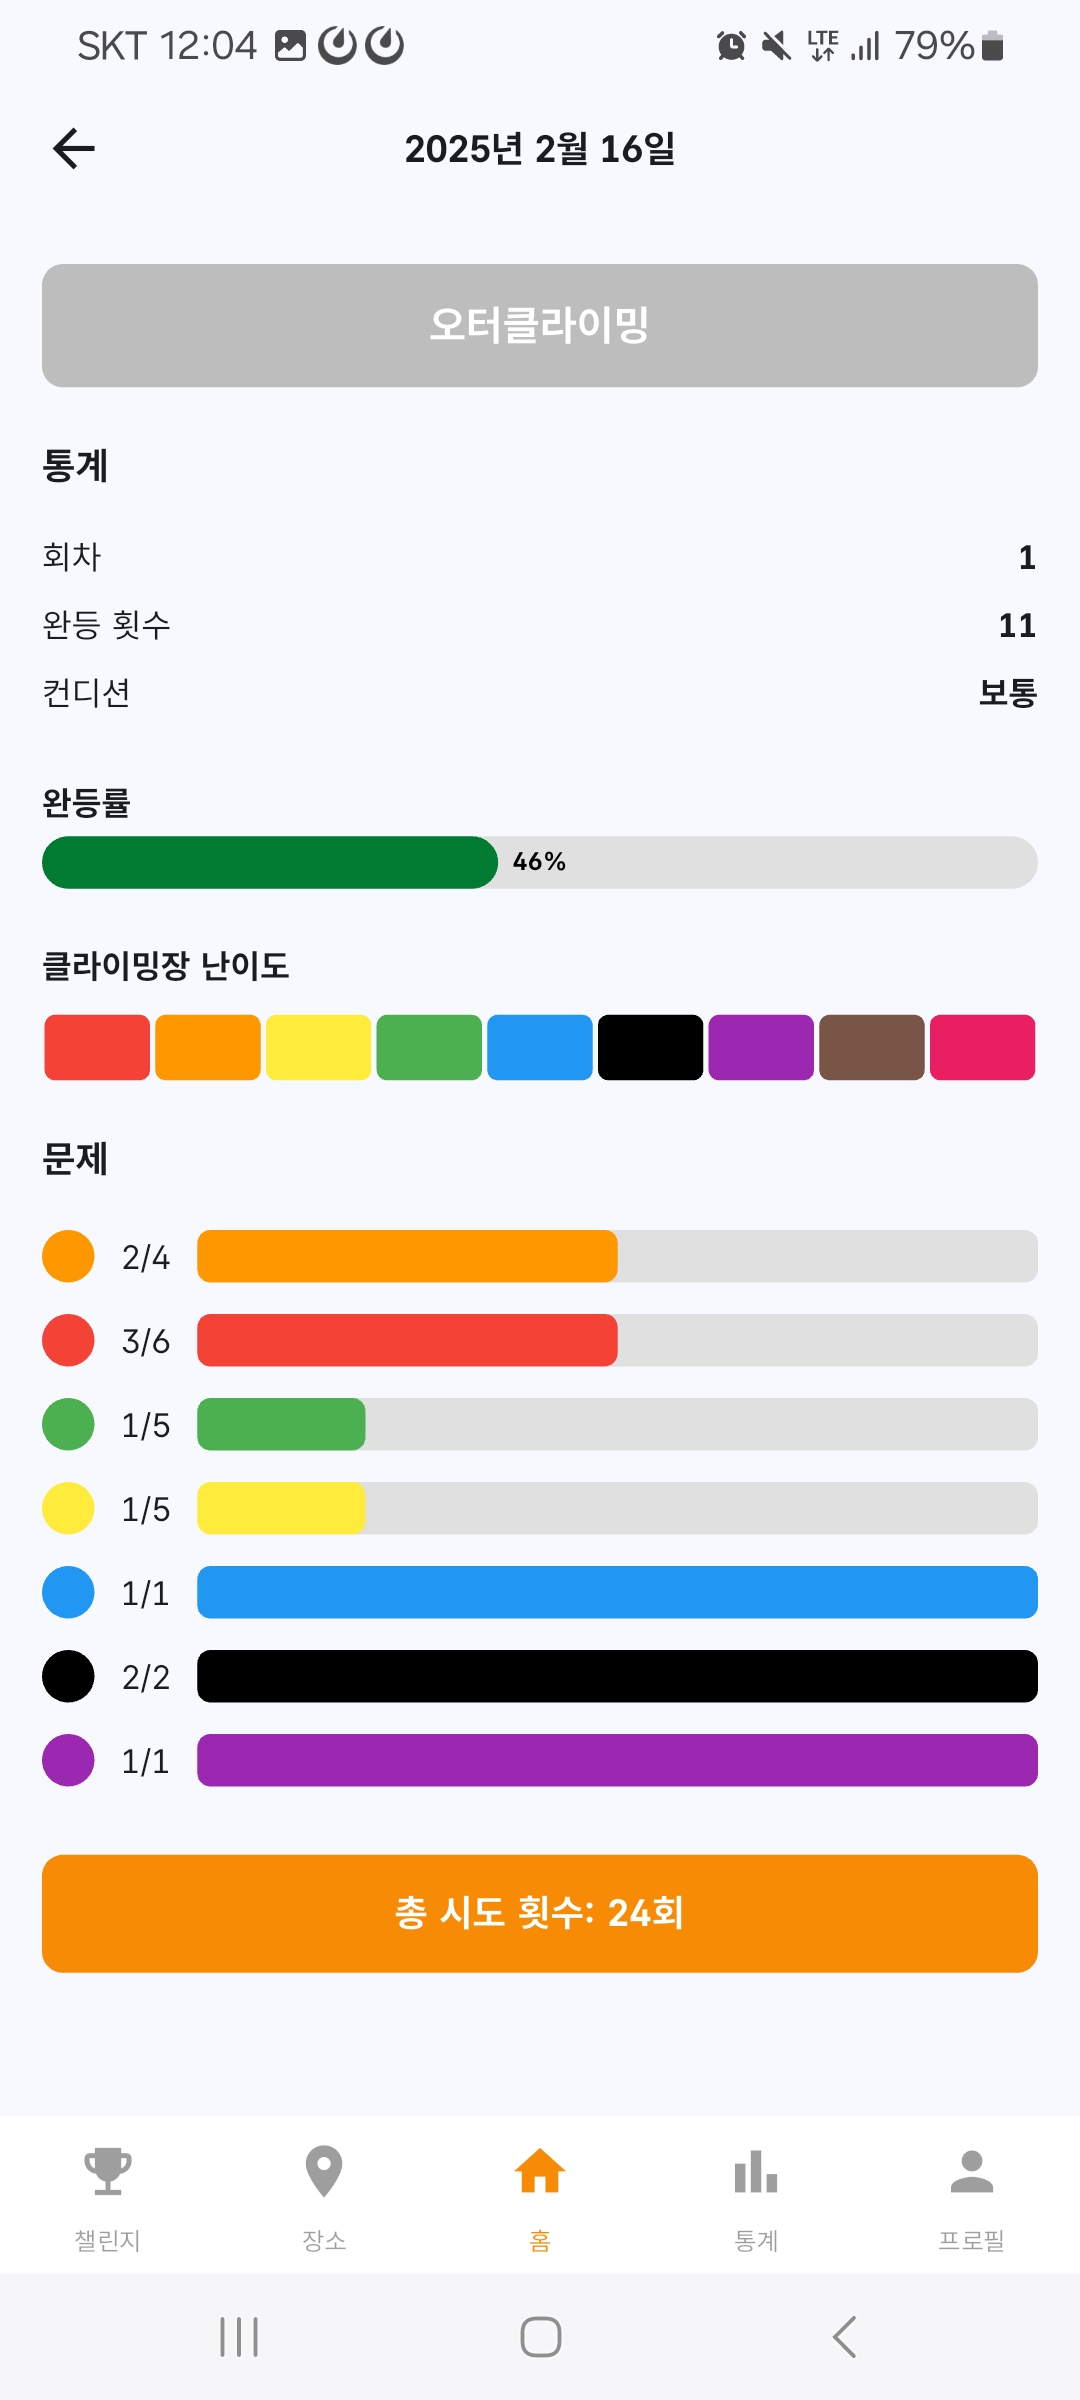 SKT 12:04
LTE
79%
2025년 2월 16일
오터클라이밍
통계
회차 1
완등 횟수 11
컨디션 보통
완등률
46%
클라이밍장 난이도
문제
2/4
3/6
1/5
1/5
1/1
2/2
1/1
총 시도 횟수: 24회
챌린지 장소 홈 통계 프로필